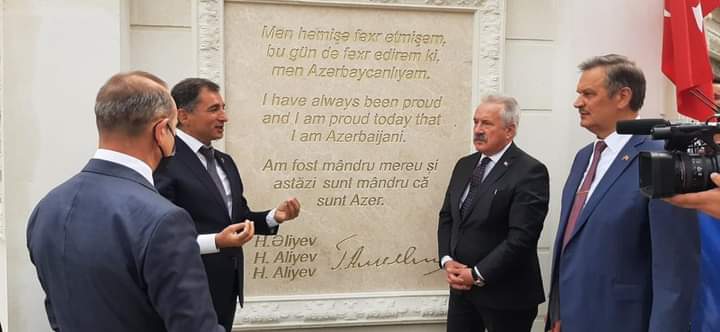 Mən həmişə fəxr etmişəm,
bu gün də fəxr edirəm ki,
mən Azərbaycanlıyam.
I have always been proud
and I am proud today that
I am Azerbaijani.
Am fost mândru mereu și
astăzi sunt mândru că
sunt Azer.
H.Əliyev
H. Aliyev
H. Aliyev